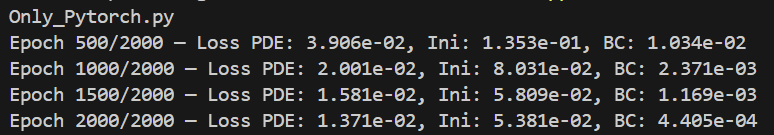 Only_Pytorch.py
Epoch 500/2000 — Loss PDE: 3.906e-02, Ini: 1.353e-01, BC: 1.034e-02
Epoch 1000/2000 — Loss PDE: 2.001e-02, Ini: 8.031e-02, BC: 2.371e-03
Epoch 1500/2000 — Loss PDE: 1.581e-02, Ini: 5.809e-02, BC: 1.169e-03
Epoch 2000/2000 — Loss PDE: 1.371e-02, Ini: 5.381e-02, BC: 4.405e-04